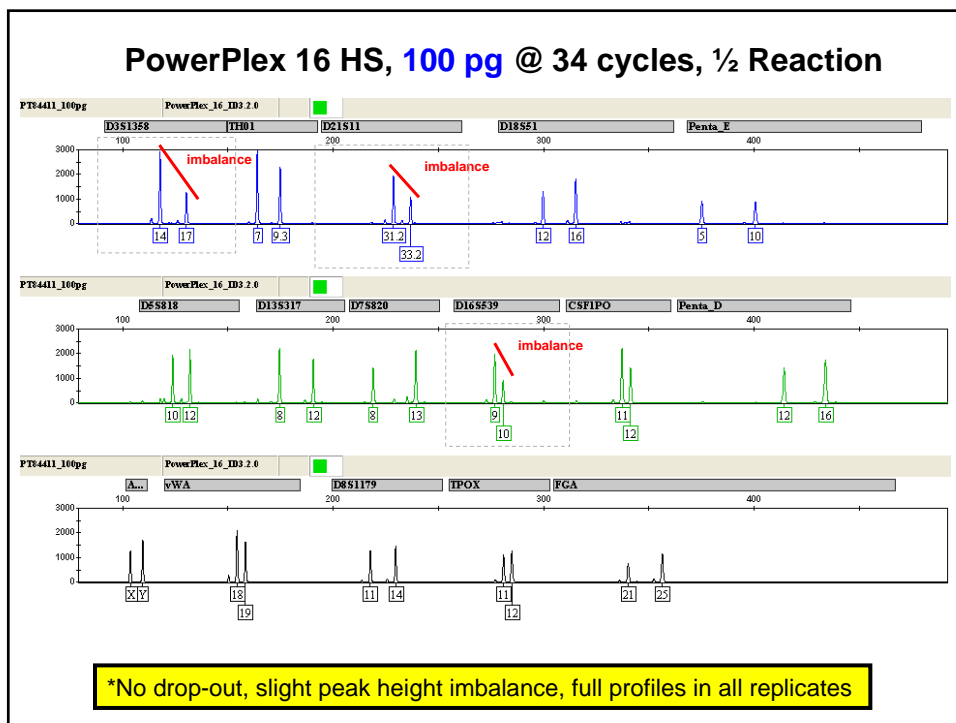 PowerPlex 16 HS, 100 pg @ 34 cycles, ½ Reaction
PT84411_100pg PowerPlex_16_ID3.2.0
D3S1358 TH01 D21S11 D18S51 Penta_E
100 200 300 400
3000
2000
1000
0
imbalance
imbalance
14 17 7 9.3 31.2 12 16 5 10
33.2
PT84411_100pg PowerPlex_16_ID3.2.0
D5S818 D13S317 D7S820 D16S539 CSF1PO Penta_D
100 200 300 400
3000
2000
1000
0
imbalance
10 12 8 12 8 13 9 11 12 16
10 12
PT84411_100pg PowerPlex_16_ID3.2.0
A... vWA D8S1179 TPOX FGA
100 200 300 400
3000
2000
1000
0
X Y 18 11 14 11 21 25
19 12
*No drop-out, slight peak height imbalance, full profiles in all replicates